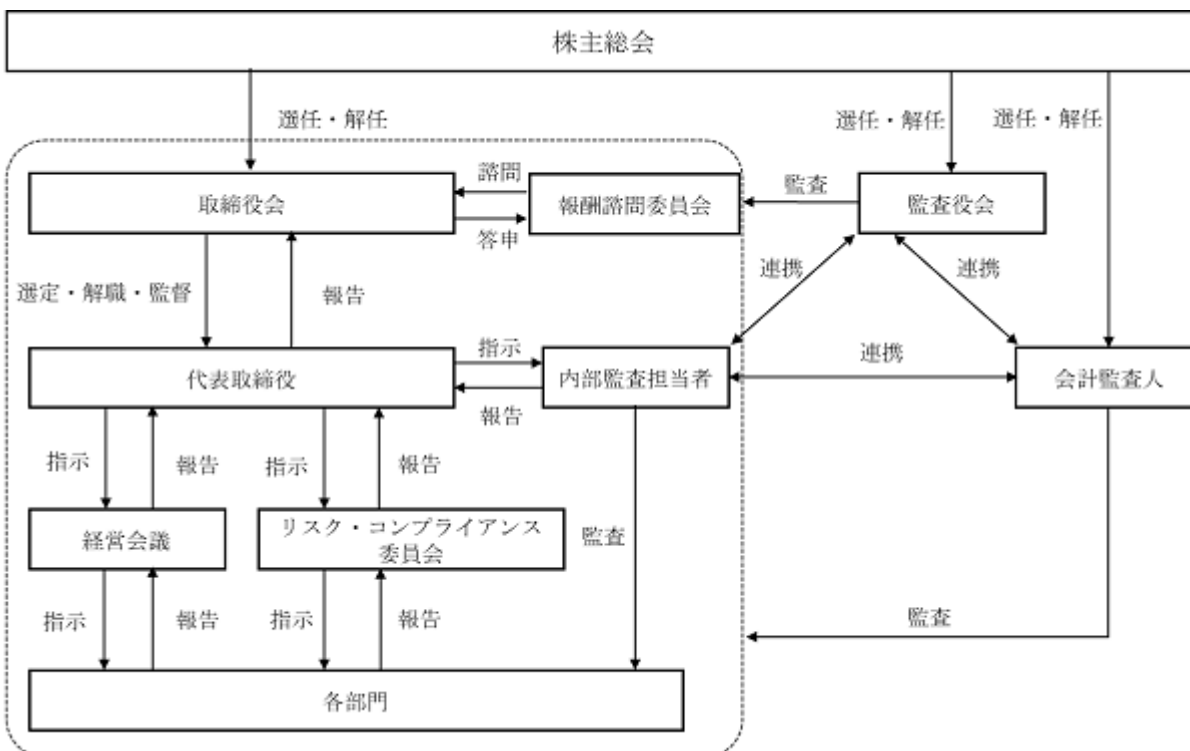 株主総会
選任・解任
選任・解任
選任・解任
諮問
監査
取締役会
報酬諮問委員会
監査役会
答申
連携
連携
選定・解職・監督
報告
指示
連携
代表取締役
内部監査担当者
会計監査人
報告
指示
報告
指示
報告
経営会議
リスク・コンプライアンス
委員会
監査
指示
報告
指示
報告
監査
各部門